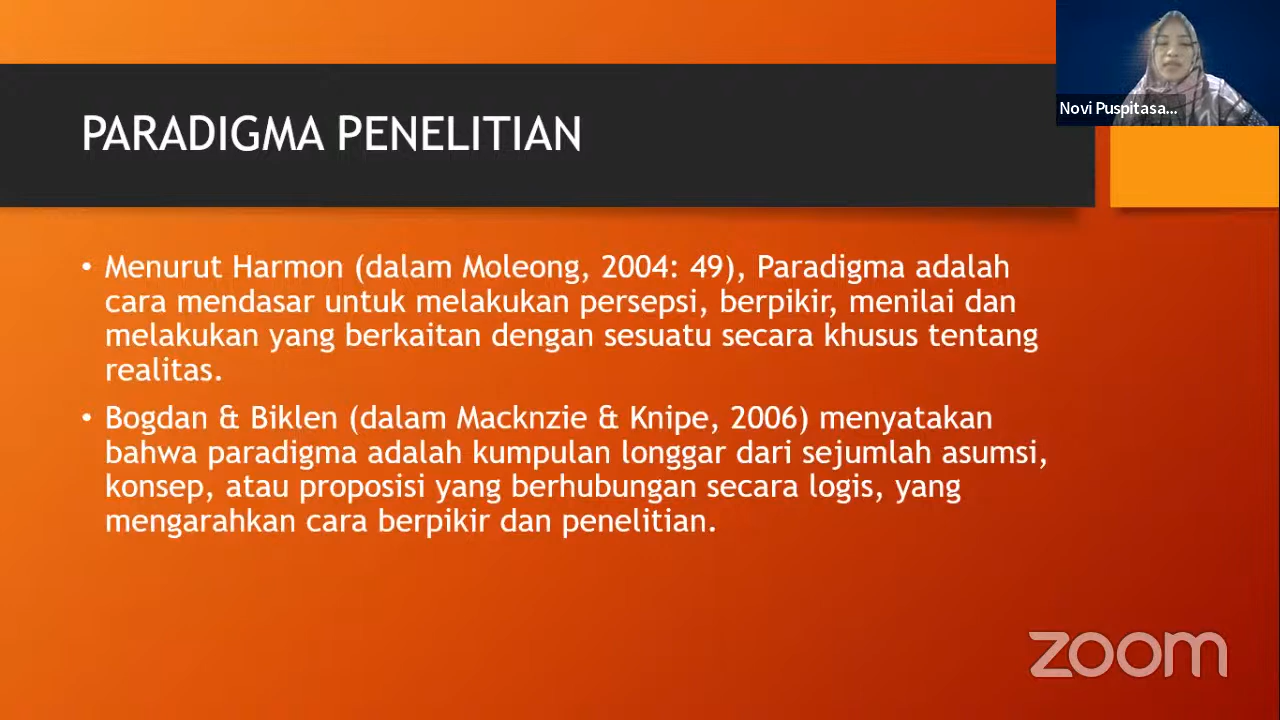 PARADIGMA PENELITIAN
Novi Puspitasa...
• Menurut Harmon (dalam Moleong, 2004: 49), Paradigma adalah
cara mendasar untuk melakukan persepsi, berpikir, menilai dan
melakukan yang berkaitan dengan sesuatu secara khusus tentang
realitas.
• Bogdan & Biklen (dalam Macknzie & Knipe, 2006) menyatakan
bahwa paradigma adalah kumpulan longgar dari sejumlah asumsi,
konsep, atau proposisi yang berhubungan secara logis, yang
mengarahkan cara berpikir dan penelitian.
zoom